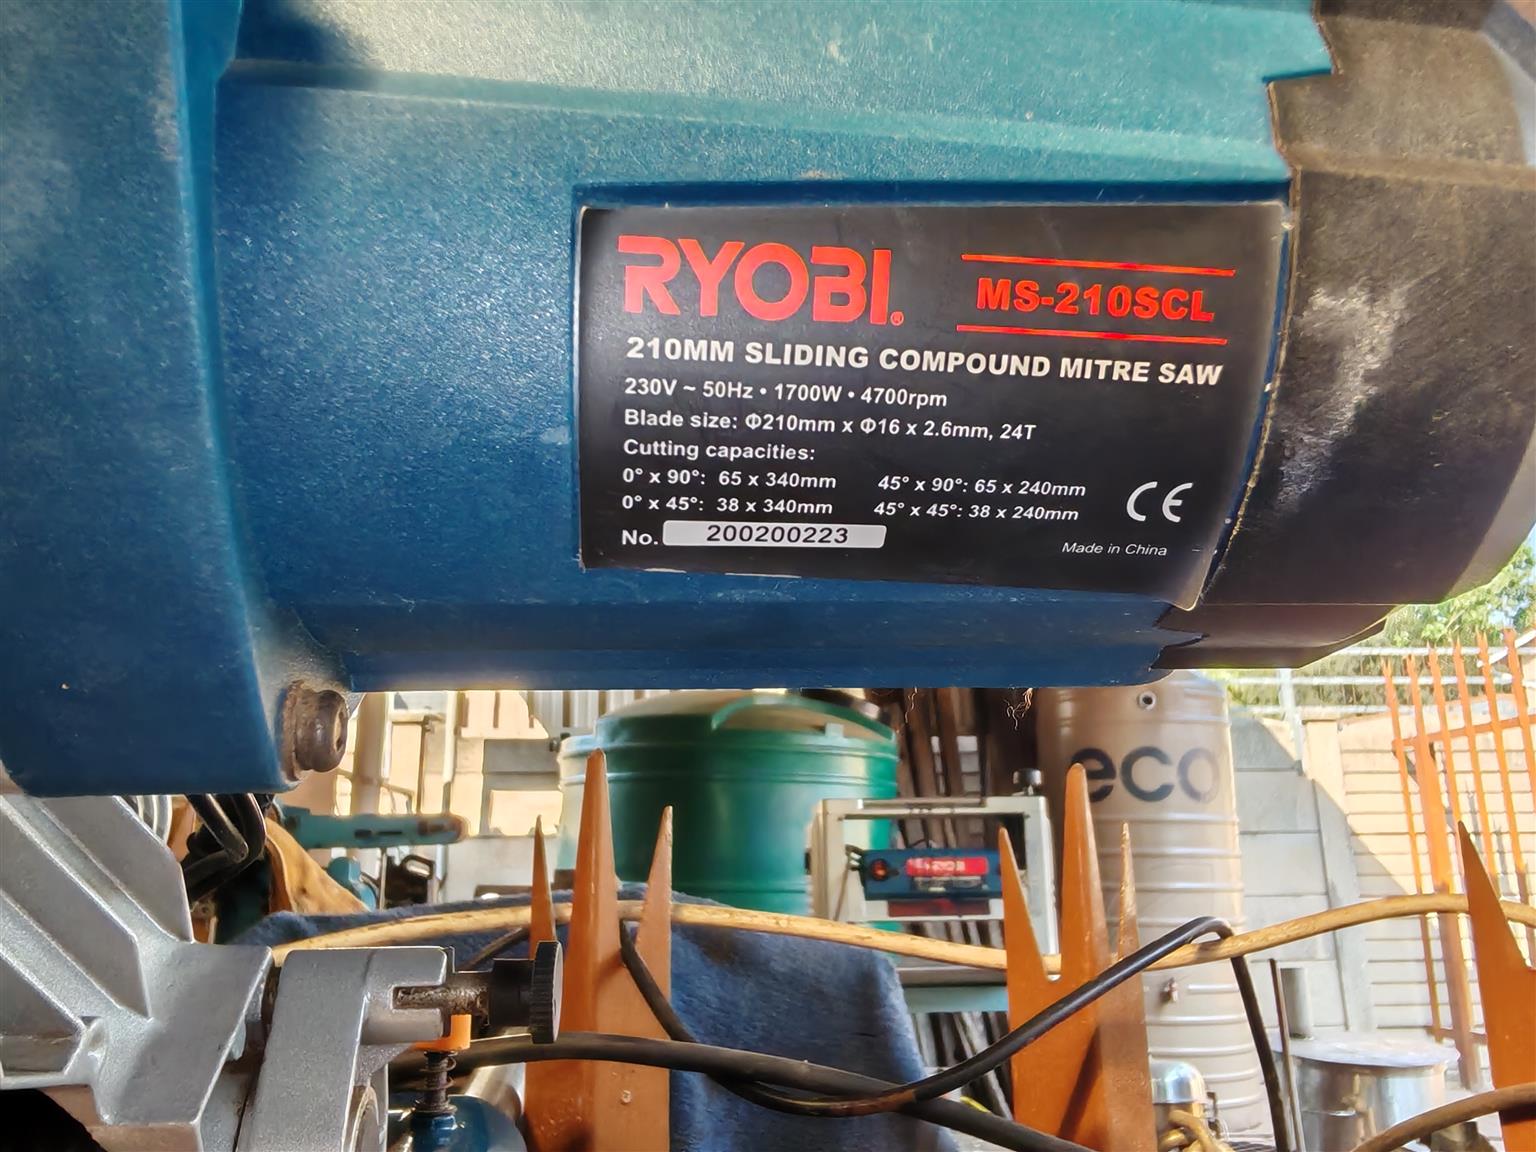 RYOBI®
MS-210SCL
210MM SLIDING COMPOUND MITRE SAW
230V ~ 50Hz • 1700W • 4700rpm
Blade size: Φ210mm x Φ16 x 2.6mm, 24T
Cutting capacities:
0° x 90°: 65 x 340mm 45° x 90°: 65 x 240mm
0° x 45°: 38 x 340mm 45° x 45°: 38 x 240mm
CE
No. 200200223
Made in China
eco